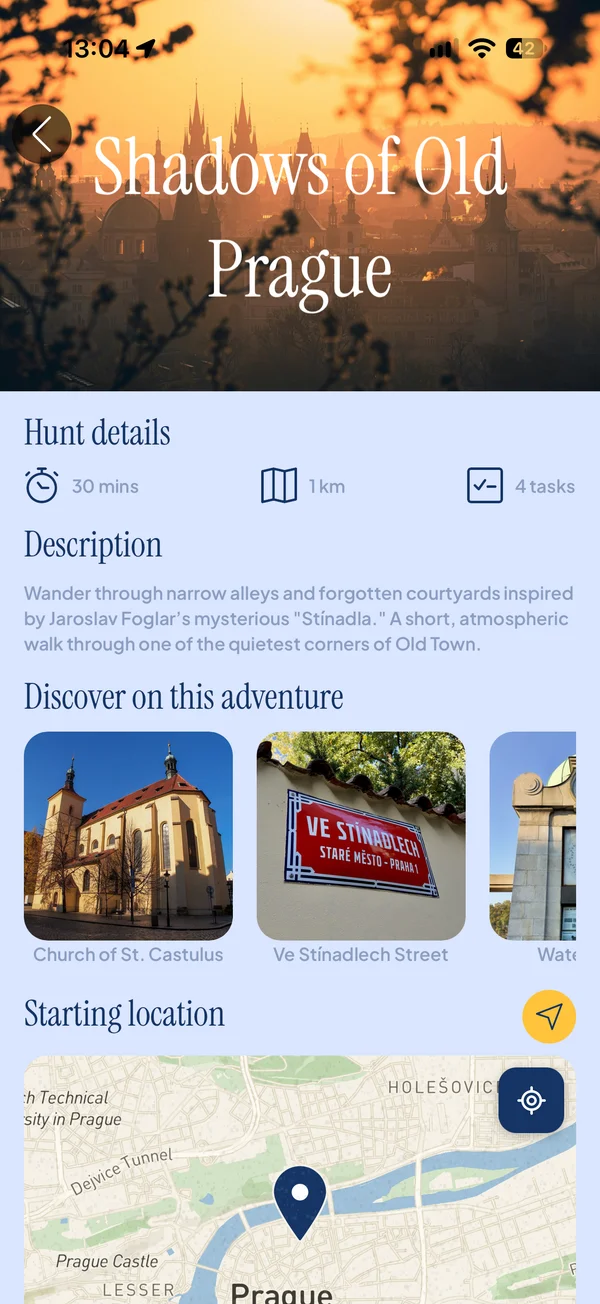 13:04
42
Shadows of Old
Prague
Hunt details
30 mins
1 km
4 tasks
Description
Wander through narrow alleys and forgotten courtyards inspired
by Jaroslav Foglar’s mysterious "Stínadla." A short, atmospheric
walk through one of the quietest corners of Old Town.
Discover on this adventure
VE STÍNADLECH
STARÉ MĚSTO - PRAHA 1
Church of St. Castulus
Ve Stínadlech Street
Wate
Starting location
ch Technical
sity in Prague
HOLEŠOVICE
Dejvice Tunnel
Prague Castle
LESSER
Prague